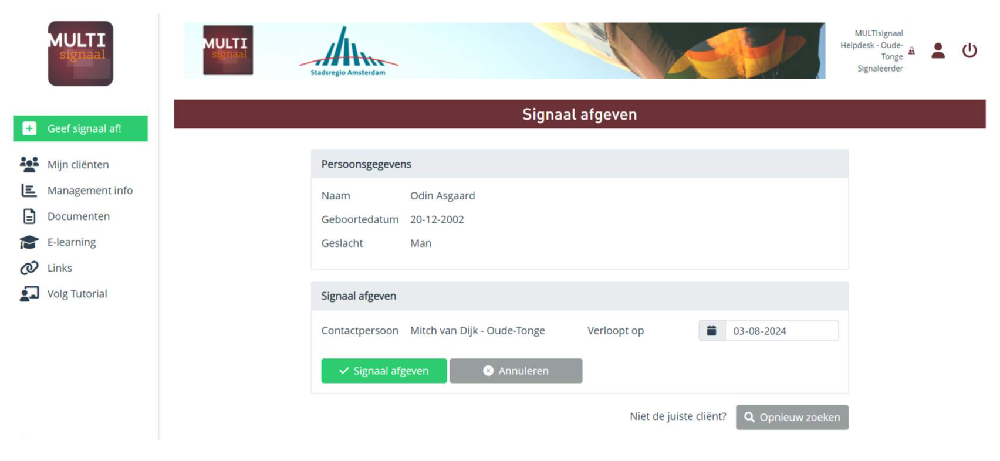 MULTI
signaal
MULTI
signaal
Stadsregio Amsterdam
MULTIsignaal
Helpdesk - Oude-
Tonge
Signaleerder
Signaal afgeven
Geef signaal af!
Mijn cliënten
Management info
Documenten
E-learning
Links
Volg Tutorial
Persoonsgegevens
Naam Odin Asgaard
Geboortedatum 20-12-2002
Geslacht Man
Signaal afgeven
Contactpersoon Mitch van Dijk - Oude-Tonge Verloopt op 03-08-2024
Signaal afgeven Annuleren
Niet de juiste cliënt? Opnieuw zoeken